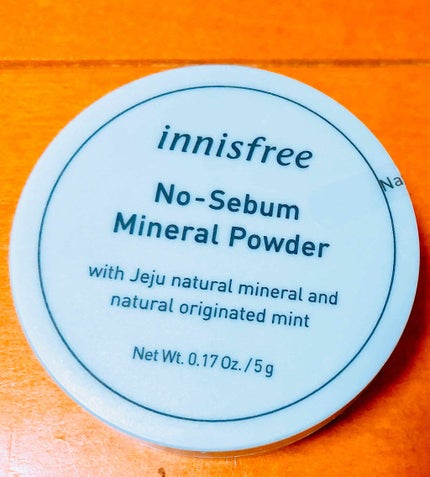 innisfree
No-Sebum
Mineral Powder
with Jeju natural mineral and
natural originated mint
Net Wt. 0.17 Oz. / 5 g
Na